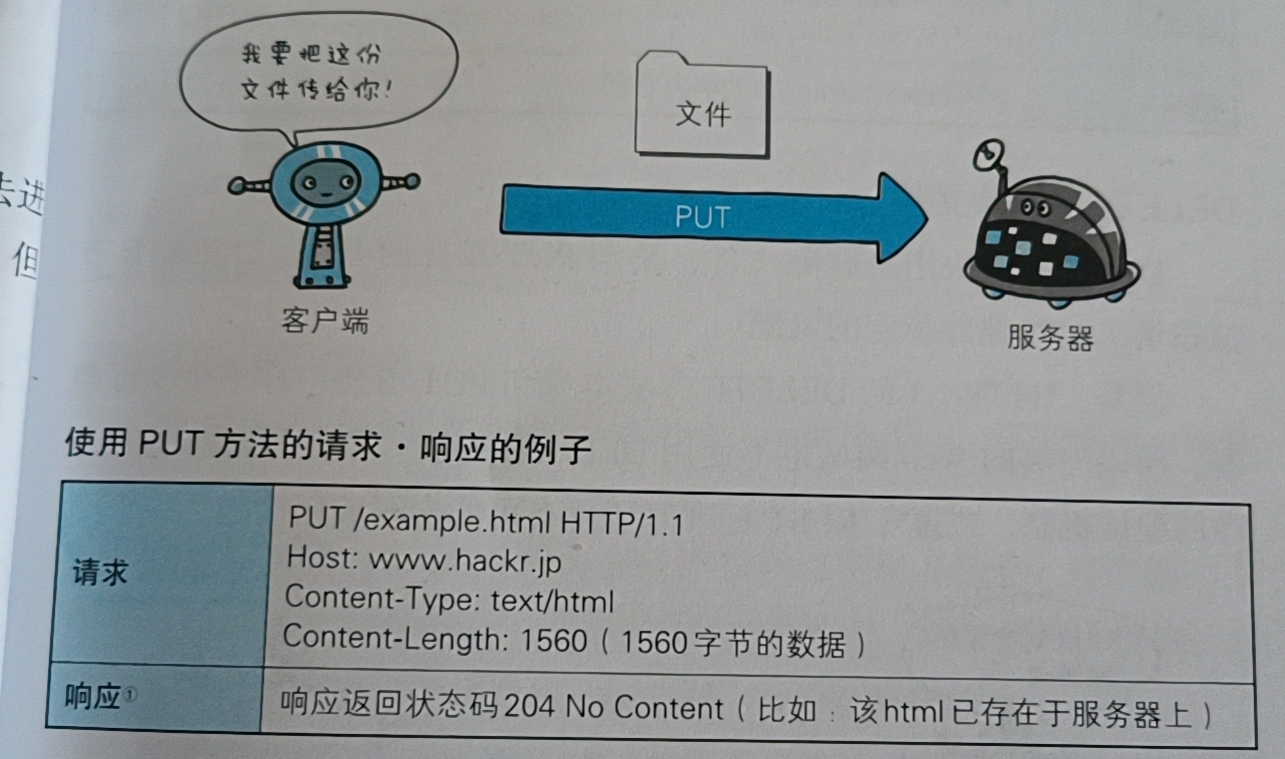 我要把这份
文件传给你！
文件
去进
PUT
但
客户端
服务器
使用 PUT 方法的请求·响应的例子
请求
PUT /example.html HTTP/1.1
Host: www.hackr.jp
Content-Type: text/html
Content-Length: 1560（1560字节的数据）
响应①
响应返回状态码204 No Content（比如：该html已存在于服务器上）